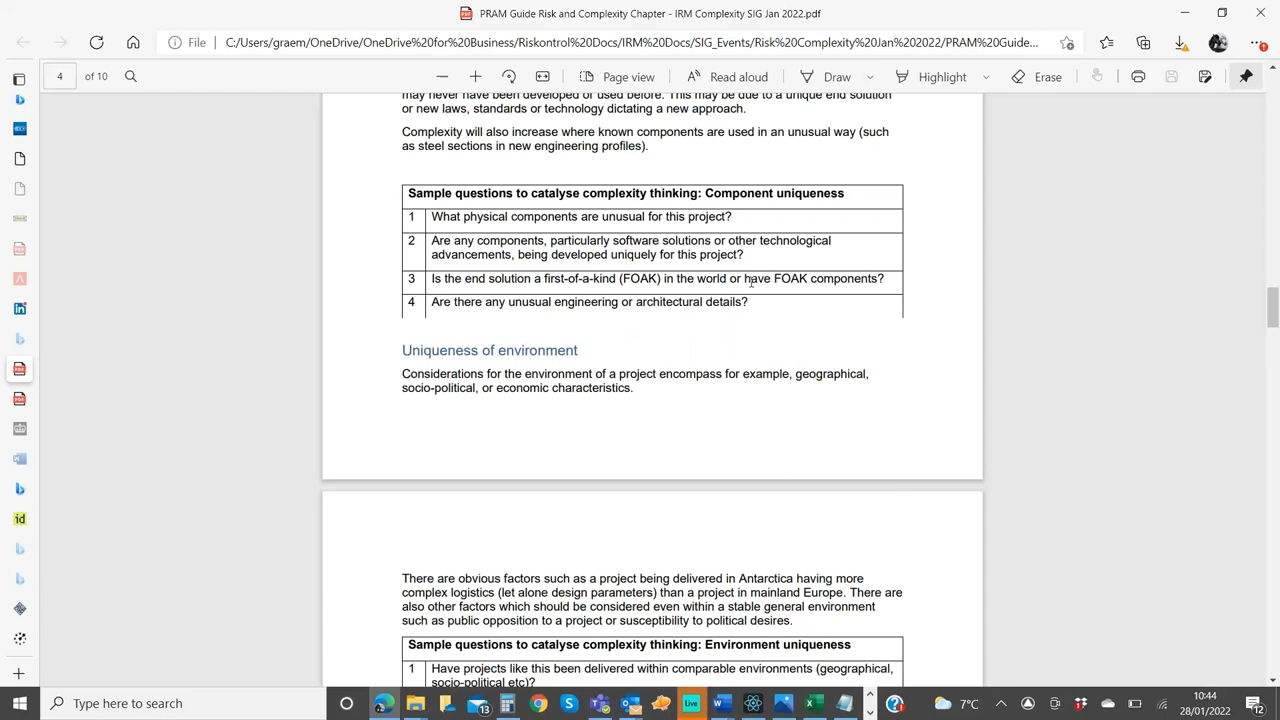 PRAM Guide Risk and Complexity Chapter - IRM Complexity SIG Jan 2022.pdf
File
C:/Users/graem/OneDrive/OneDrive%20for%20Business/Riskontrol%20Docs/IRM%20Docs/SIG_Events/Risk%20Complexity%20Jan%202022/PRAM%20Guide...
4 of 10
Page view
Read aloud
Draw
Highlight
Erase
may never have been developed or used before. This may be due to a unique end solution
or new laws, standards or technology dictating a new approach.
Complexity will also increase where known components are used in an unusual way (such
as steel sections in new engineering profiles).
Sample questions to catalyse complexity thinking: Component uniqueness
1 What physical components are unusual for this project?
2 Are any components, particularly software solutions or other technological
advancements, being developed uniquely for this project?
3 Is the end solution a first-of-a-kind (FOAK) in the world or have FOAK components?
4 Are there any unusual engineering or architectural details?
Uniqueness of environment
Considerations for the environment of a project encompass for example, geographical,
socio-political, or economic characteristics.
There are obvious factors such as a project being delivered in Antarctica having more
complex logistics (let alone design parameters) than a project in mainland Europe. There are
also other factors which should be considered even within a stable general environment
such as public opposition to a project or susceptibility to political desires.
Sample questions to catalyse complexity thinking: Environment uniqueness
1 Have projects like this been delivered within comparable environments (geographical,
socio-political etc)?
Type here to search
13
Live
7°C
10:44
28/01/2022
12